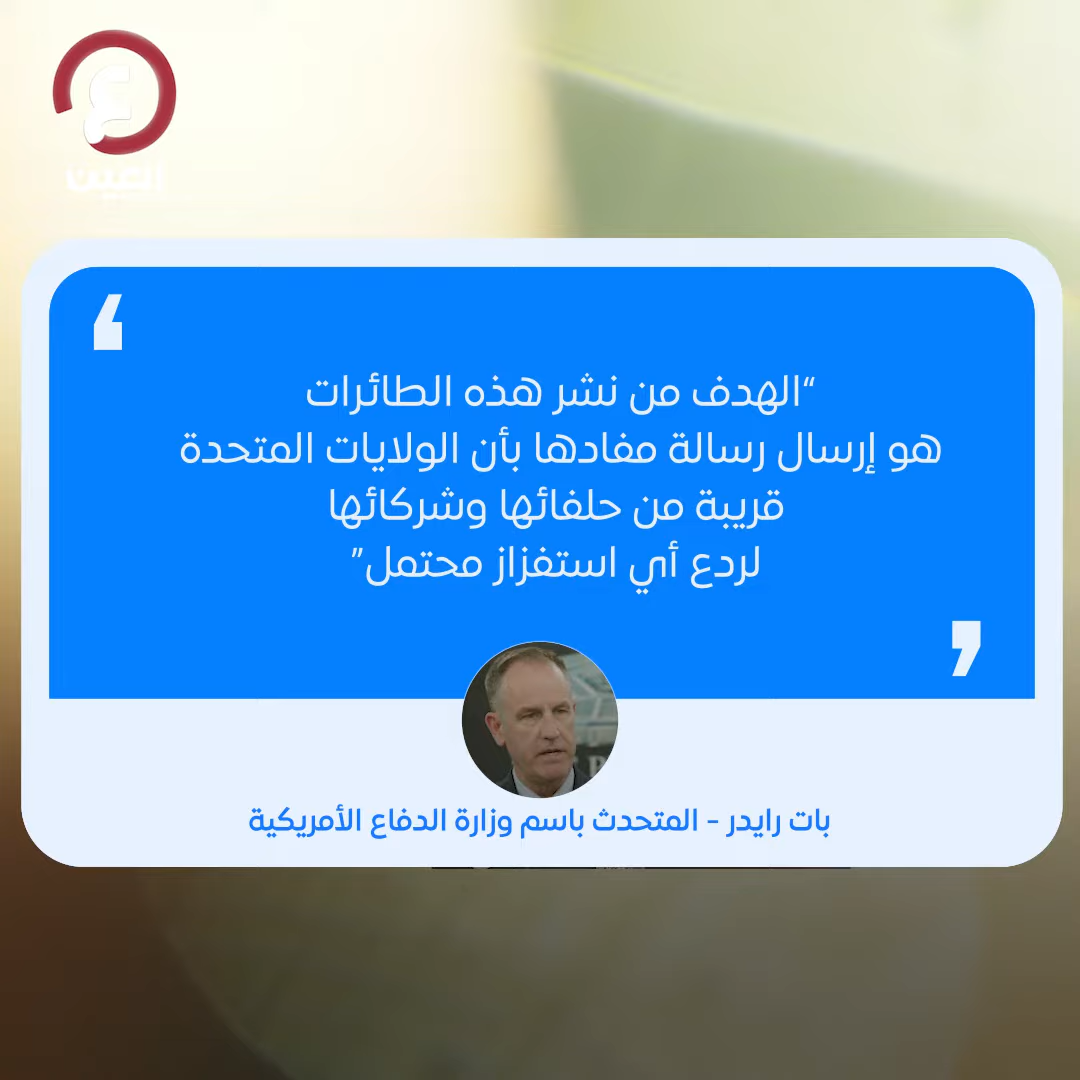 ع
العين
“الهدف من نشر هذه الطائرات
هو إرسال رسالة مفادها بأن الولايات المتحدة
قريبة من حلفائها وشركائها
لردع أي استفزاز محتمل”
بات رايدر - المتحدث باسم وزارة الدفاع الأمريكية